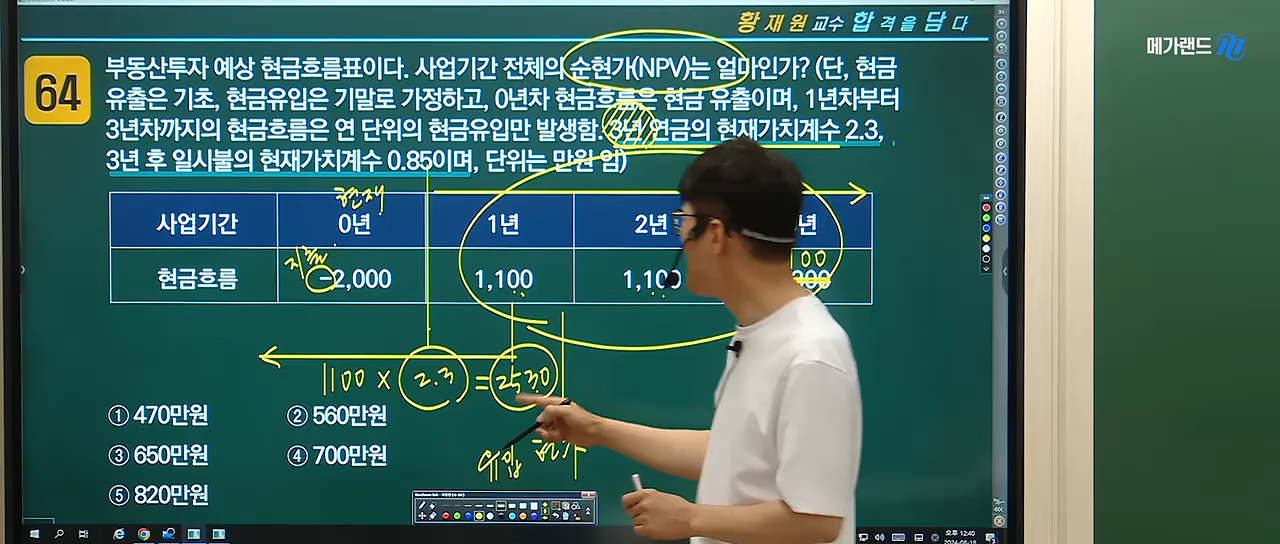 황재원 교수 합격을 담다
메가랜드
64
부동산투자 예상 현금흐름표이다. 사업기간 전체의 순현가(NPV)는 얼마인가? (단, 현금
유출은 기초, 현금유입은 기말로 가정하고, 0년차 현금흐름은 현금 유출이며, 1년차부터
3년차까지의 현금흐름은 연 단위의 현금유입만 발생함. 3년 연금의 현재가치계수 2.3,
3년 후 일시불의 현재가치계수 0.85이며, 단위는 만원 임)
현재
사업기간 0년 1년 2년 년
지출 100
현금흐름 -2,000 1,100 1,100 300
1100 × 2.3 = 2530
① 470만원 ② 560만원
유입 현가
③ 650만원 ④ 700만원
⑤ 820만원
오후 12:40
2024-08-18